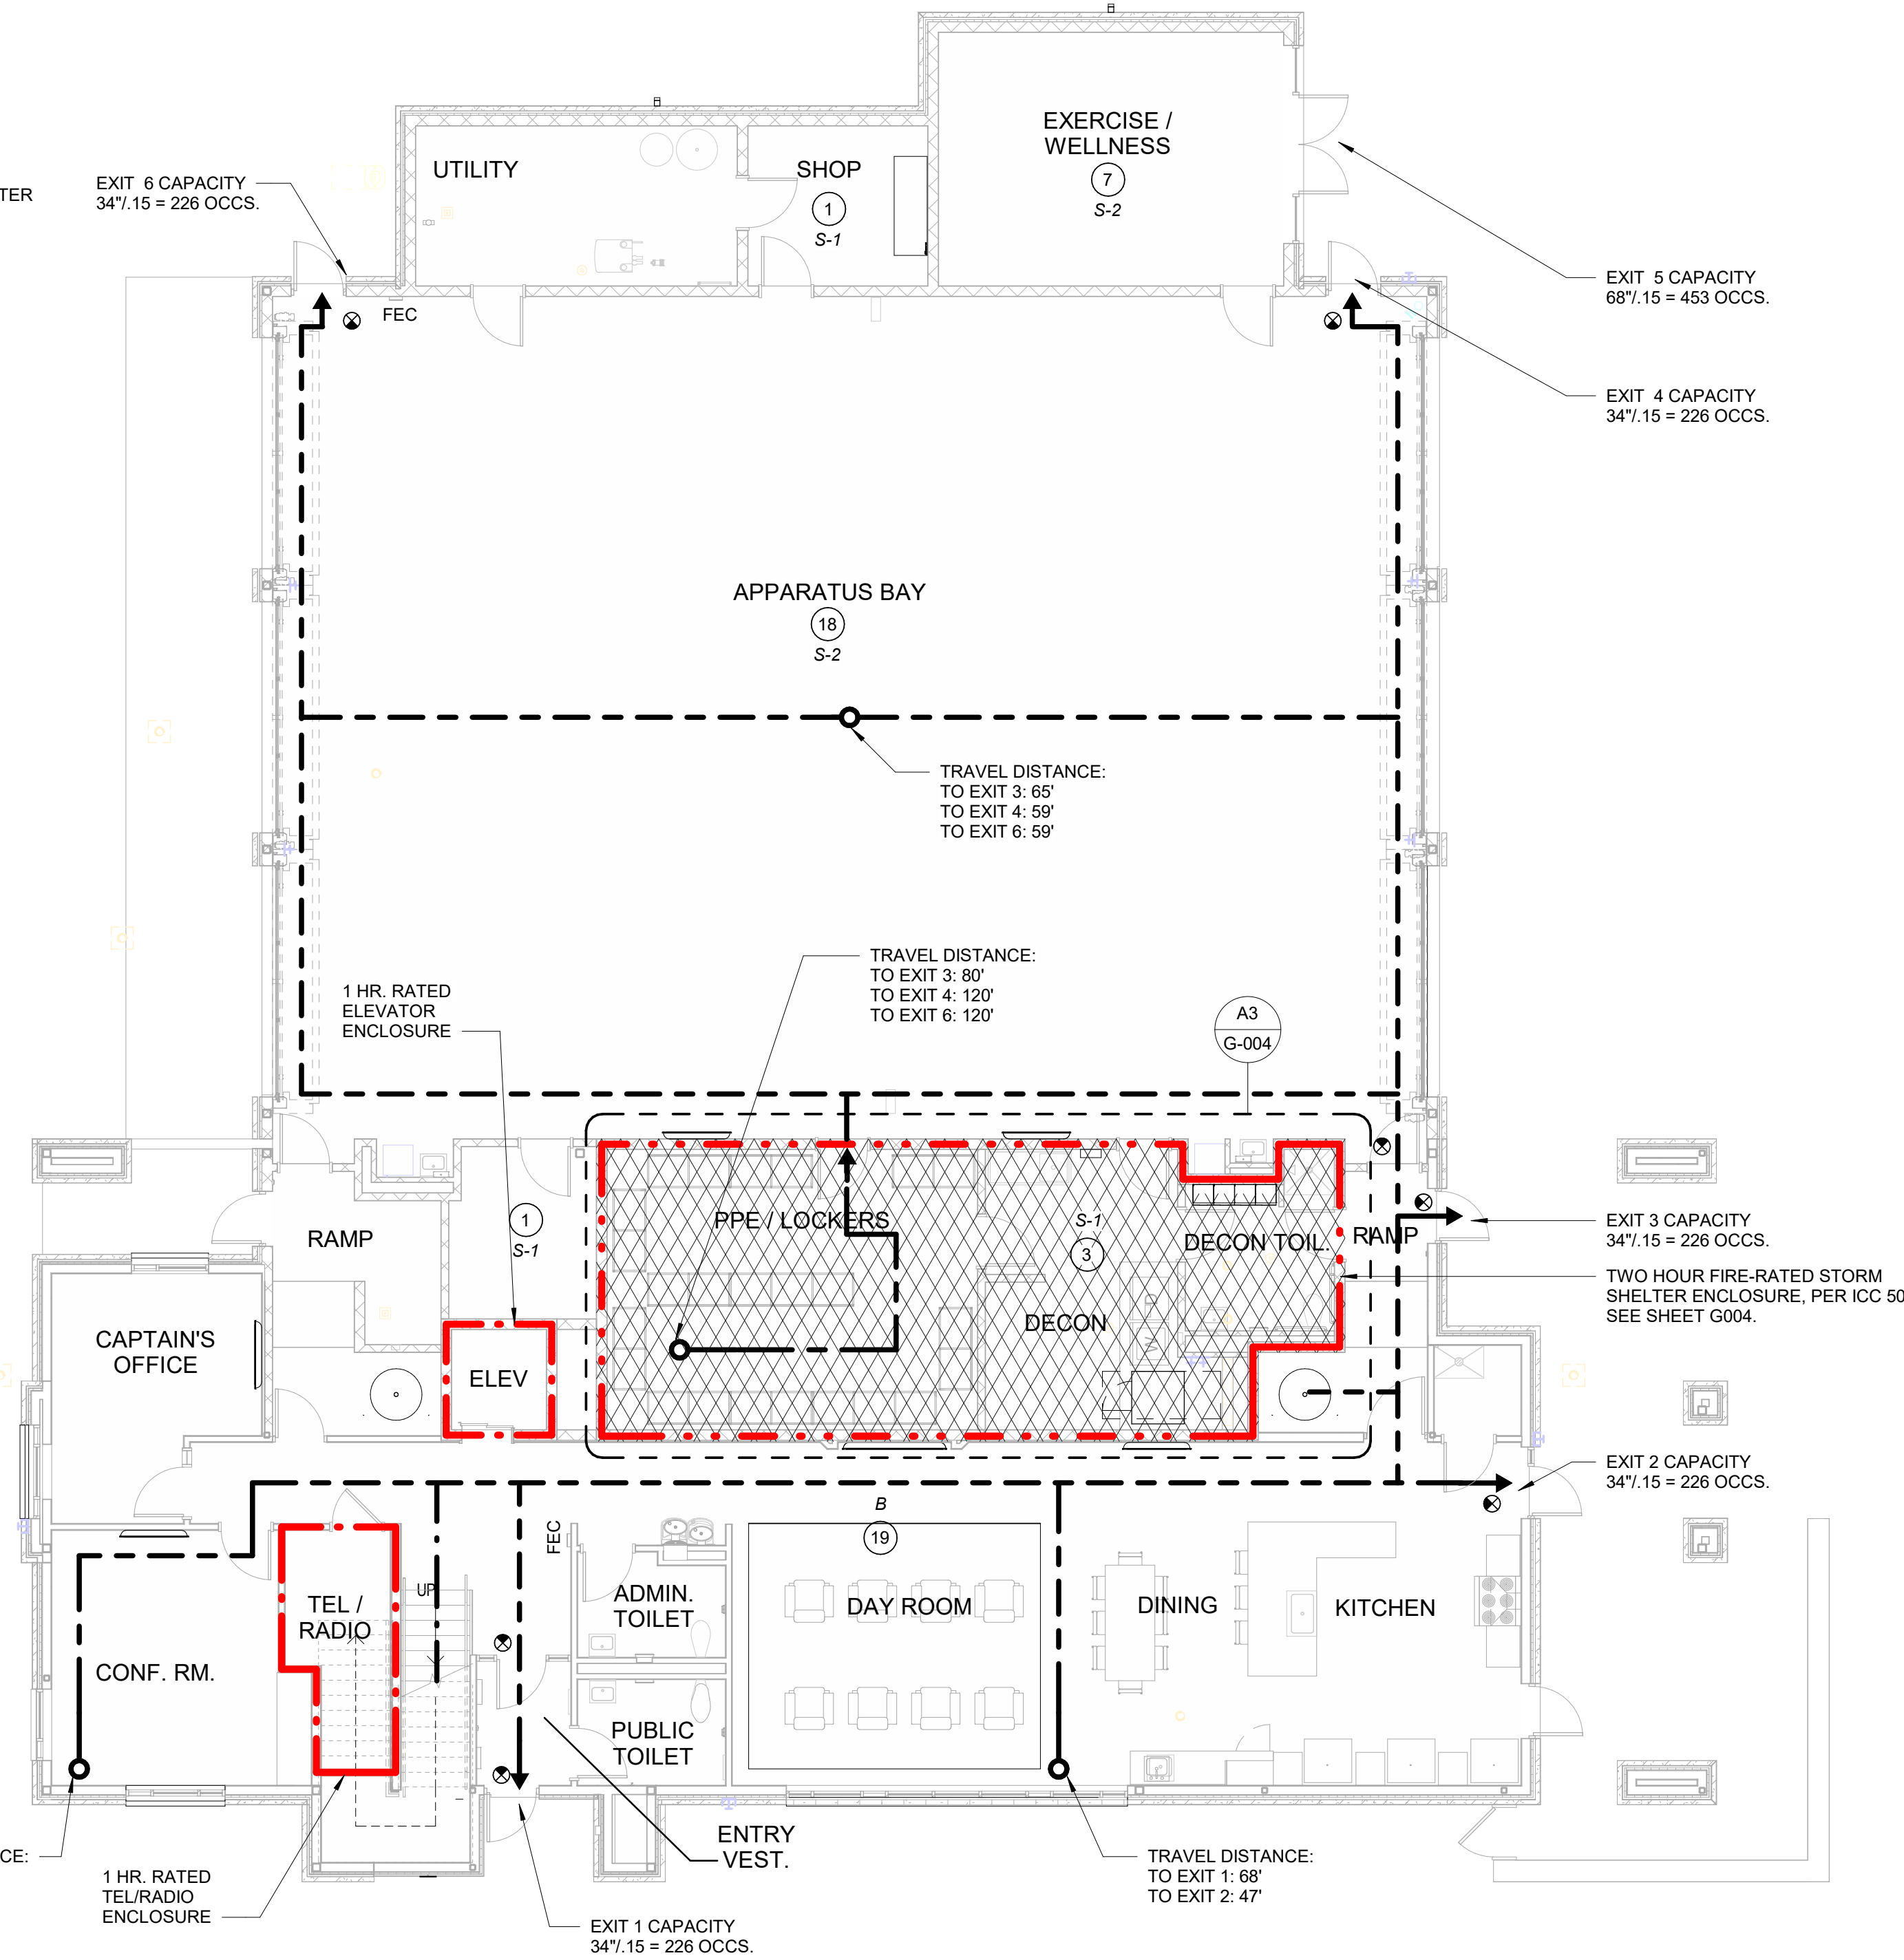 EXERCISE /
WELLNESS
7
S-2
UTILITY
SHOP
1
S-1
TER
EXIT 6 CAPACITY
34"/.15 = 226 OCCS.
FEC
EXIT 5 CAPACITY
68"/.15 = 453 OCCS.
EXIT 4 CAPACITY
34"/.15 = 226 OCCS.
APPARATUS BAY
18
S-2
TRAVEL DISTANCE:
TO EXIT 3: 65'
TO EXIT 4: 59'
TO EXIT 6: 59'
TRAVEL DISTANCE:
TO EXIT 3: 80'
TO EXIT 4: 120'
TO EXIT 6: 120'
1 HR. RATED
ELEVATOR
ENCLOSURE
A3
G-004
RAMP
1
S-1
PPE / LOCKERS
S-1
3
DECON TOIL.
RAMP
EXIT 3 CAPACITY
34"/.15 = 226 OCCS.
TWO HOUR FIRE-RATED STORM
SHELTER ENCLOSURE, PER ICC 50
SEE SHEET G004.
DECON
D
W
CAPTAIN'S
OFFICE
ELEV
EXIT 2 CAPACITY
34"/.15 = 226 OCCS.
B
19
FEC
UP
TEL /
RADIO
ADMIN.
TOILET
DAY ROOM
DINING
KITCHEN
CONF. RM.
PUBLIC
TOILET
ENTRY
VEST.
CE:
1 HR. RATED
TEL/RADIO
ENCLOSURE
TRAVEL DISTANCE:
TO EXIT 1: 68'
TO EXIT 2: 47'
EXIT 1 CAPACITY
34"/.15 = 226 OCCS.